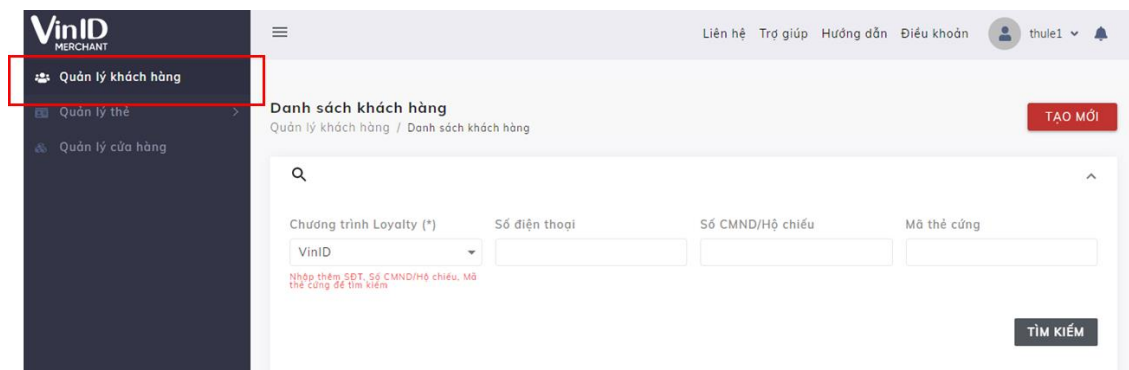 VinID
MERCHANT
Liên hệ Trợ giúp Hướng dẫn Điều khoản thule1
Quản lý khách hàng
Quản lý thẻ
Quản lý cửa hàng
Danh sách khách hàng
Quản lý khách hàng / Danh sách khách hàng
TẠO MỚI
Chương trình Loyalty (*) Số điện thoại Số CMND/Hộ chiếu Mã thẻ cứng
VinID
Nhập thêm SĐT, Số CMND/Hộ chiếu, Mã
thẻ cứng để tìm kiếm
TÌM KIẾM